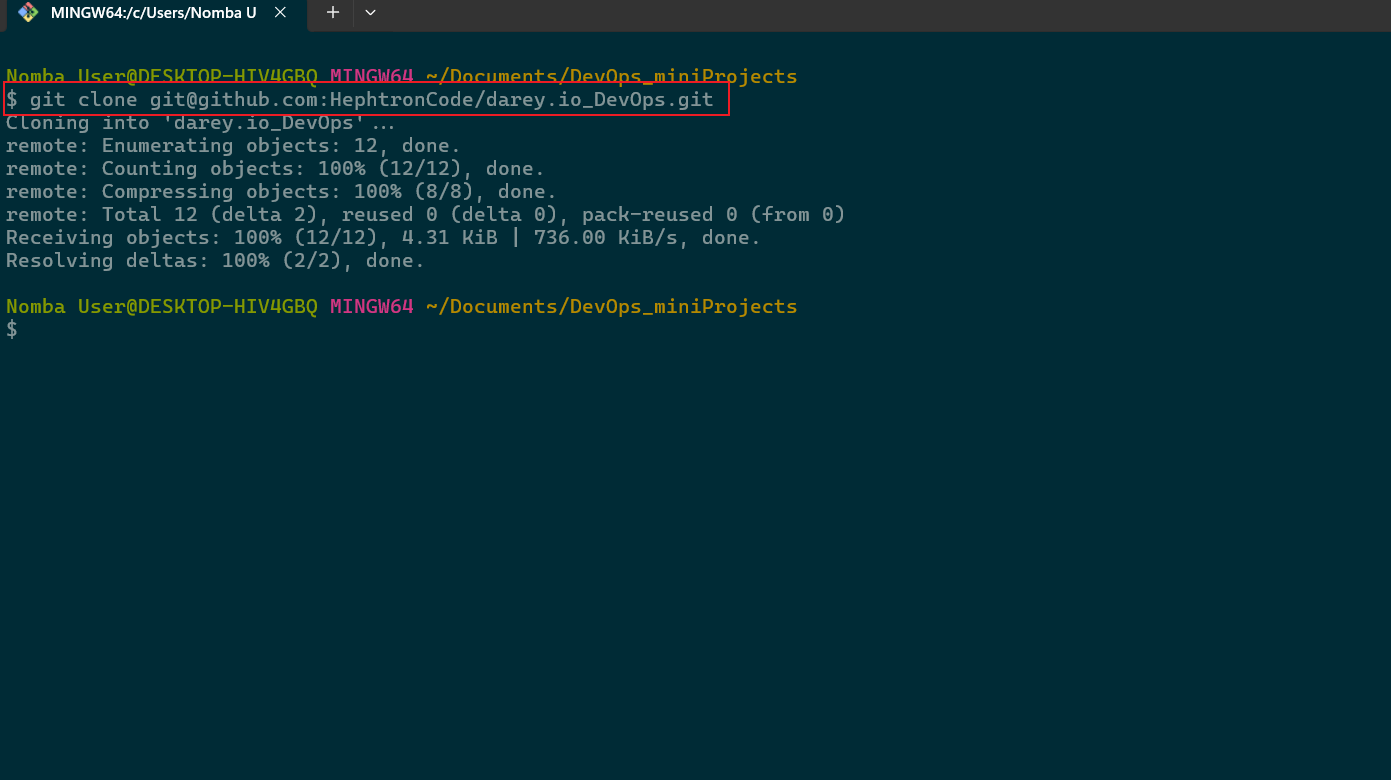 MINGW64:/c/Users/Nomba U
Nomba User@DESKTOP-HIV4GBQ MINGW64 ~/Documents/DevOps_miniProjects
$ git clone git@github.com:HephtronCode/darey.io_DevOps.git
Cloning into 'darey.io_DevOps'...
remote: Enumerating objects: 12, done.
remote: Counting objects: 100% (12/12), done.
remote: Compressing objects: 100% (8/8), done.
remote: Total 12 (delta 2), reused 0 (delta 0), pack-reused 0 (from 0)
Receiving objects: 100% (12/12), 4.31 KiB | 736.00 KiB/s, done.
Resolving deltas: 100% (2/2), done.
Nomba User@DESKTOP-HIV4GBQ MINGW64 ~/Documents/DevOps_miniProjects
$